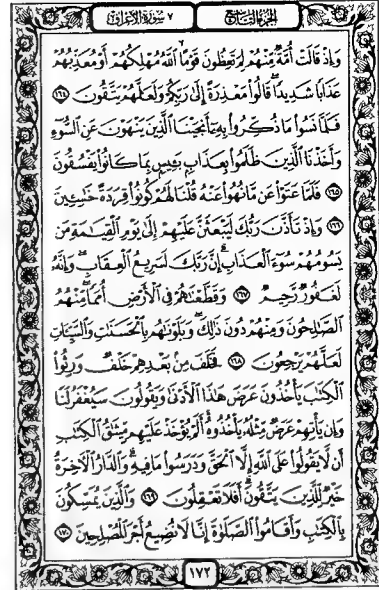 الجزء التاسع
٧ سورة الأعراف
وَإِذْ قَالَتْ أُمَّةٌ مِّنْهُمْ لِمَ تَعِظُونَ قَوْمًا ٱللَّهُ مُهْلِكُهُمْ أَوْ مُعَذِّبُهُمْ
عَذَابًا شَدِيدًا قَالُوا۟ مَعْذِرَةً إِلَىٰ رَبِّكُمْ وَلَعَلَّهُمْ يَتَّقُونَ ١٦٤
فَلَمَّا نَسُوا۟ مَا ذُكِّرُوا۟ بِهِۦٓ أَنجَيْنَا ٱلَّذِينَ يَنْهَوْنَ عَنِ ٱلسُّوٓءِ
وَأَخَذْنَا ٱلَّذِينَ ظَلَمُوا۟ بِعَذَابٍۭ بَـِٔيسٍۭ بِمَا كَانُوا۟ يَفْسُقُونَ
١٦٥ فَلَمَّا عَتَوْا۟ عَن مَّا نُهُوا۟ عَنْهُ قُلْنَا لَهُمْ كُونُوا۟ قِرَدَةً خَـٰسِـِٔينَ
١٦٦ وَإِذْ تَأَذَّنَ رَبُّكَ لَيَبْعَثَنَّ عَلَيْهِمْ إِلَىٰ يَوْمِ ٱلْقِيَـٰمَةِ مَن
يَسُومُهُمْ سُوٓءَ ٱلْعَذَابِ إِنَّ رَبَّكَ لَسَرِيعُ ٱلْعِقَابِ وَإِنَّهُۥ
لَغَفُورٌ رَّحِيمٌ ١٦٧ وَقَطَّعْنَـٰهُمْ فِى ٱلْأَرْضِ أُمَمًا مِّنْهُمُ
ٱلصَّـٰلِحُونَ وَمِنْهُمْ دُونَ ذَٰلِكَ وَبَلَوْنَـٰهُم بِٱلْحَسَنَـٰتِ وَٱلسَّيِّـَٔاتِ
لَعَلَّهُمْ يَرْجِعُونَ ١٦٨ فَخَلَفَ مِنۢ بَعْدِهِمْ خَلْفٌ وَرِثُوا۟
ٱلْكِتَـٰبَ يَأْخُذُونَ عَرَضَ هَـٰذَا ٱلْأَدْنَىٰ وَيَقُولُونَ سَيُغْفَرُ لَنَا
وَإِن يَأْتِهِمْ عَرَضٌ مِّثْلُهُۥ يَأْخُذُوهُ أَلَمْ يُؤْخَذْ عَلَيْهِم مِّيثَـٰقُ ٱلْكِتَـٰبِ
أَن لَّا يَقُولُوا۟ عَلَى ٱللَّهِ إِلَّا ٱلْحَقَّ وَدَرَسُوا۟ مَا فِيهِ وَٱلدَّارُ ٱلْـَٔاخِرَةُ
خَيْرٌ لِّلَّذِينَ يَتَّقُونَ أَفَلَا تَعْقِلُونَ ١٦٩ وَٱلَّذِينَ يُمَسِّكُونَ
بِٱلْكِتَـٰبِ وَأَقَامُوا۟ ٱلصَّلَوٰةَ إِنَّا لَا نُضِيعُ أَجْرَ ٱلْمُصْلِحِينَ ١٧٠
١٧٢